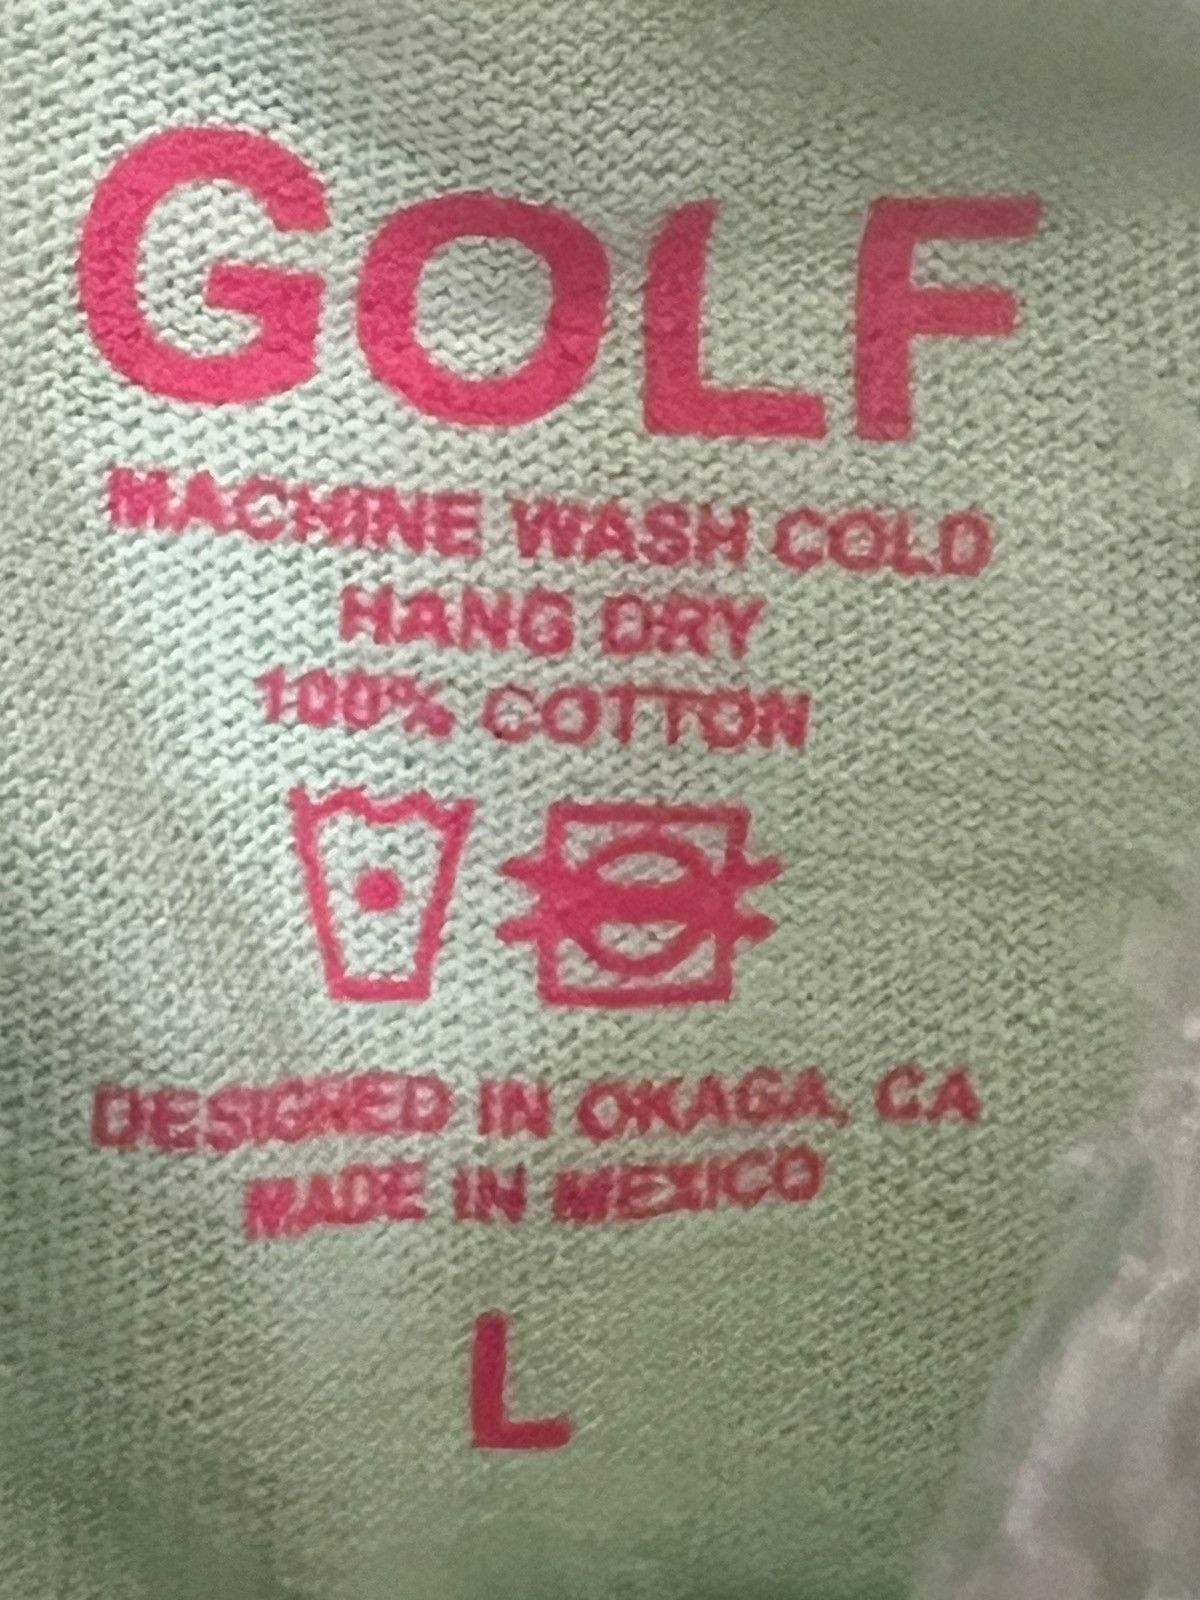 GOLF
MACHINE WASH COLD
HANG DRY
100% COTTON
DESIGNED IN OKAGA, CA
MADE IN MEXICO
L